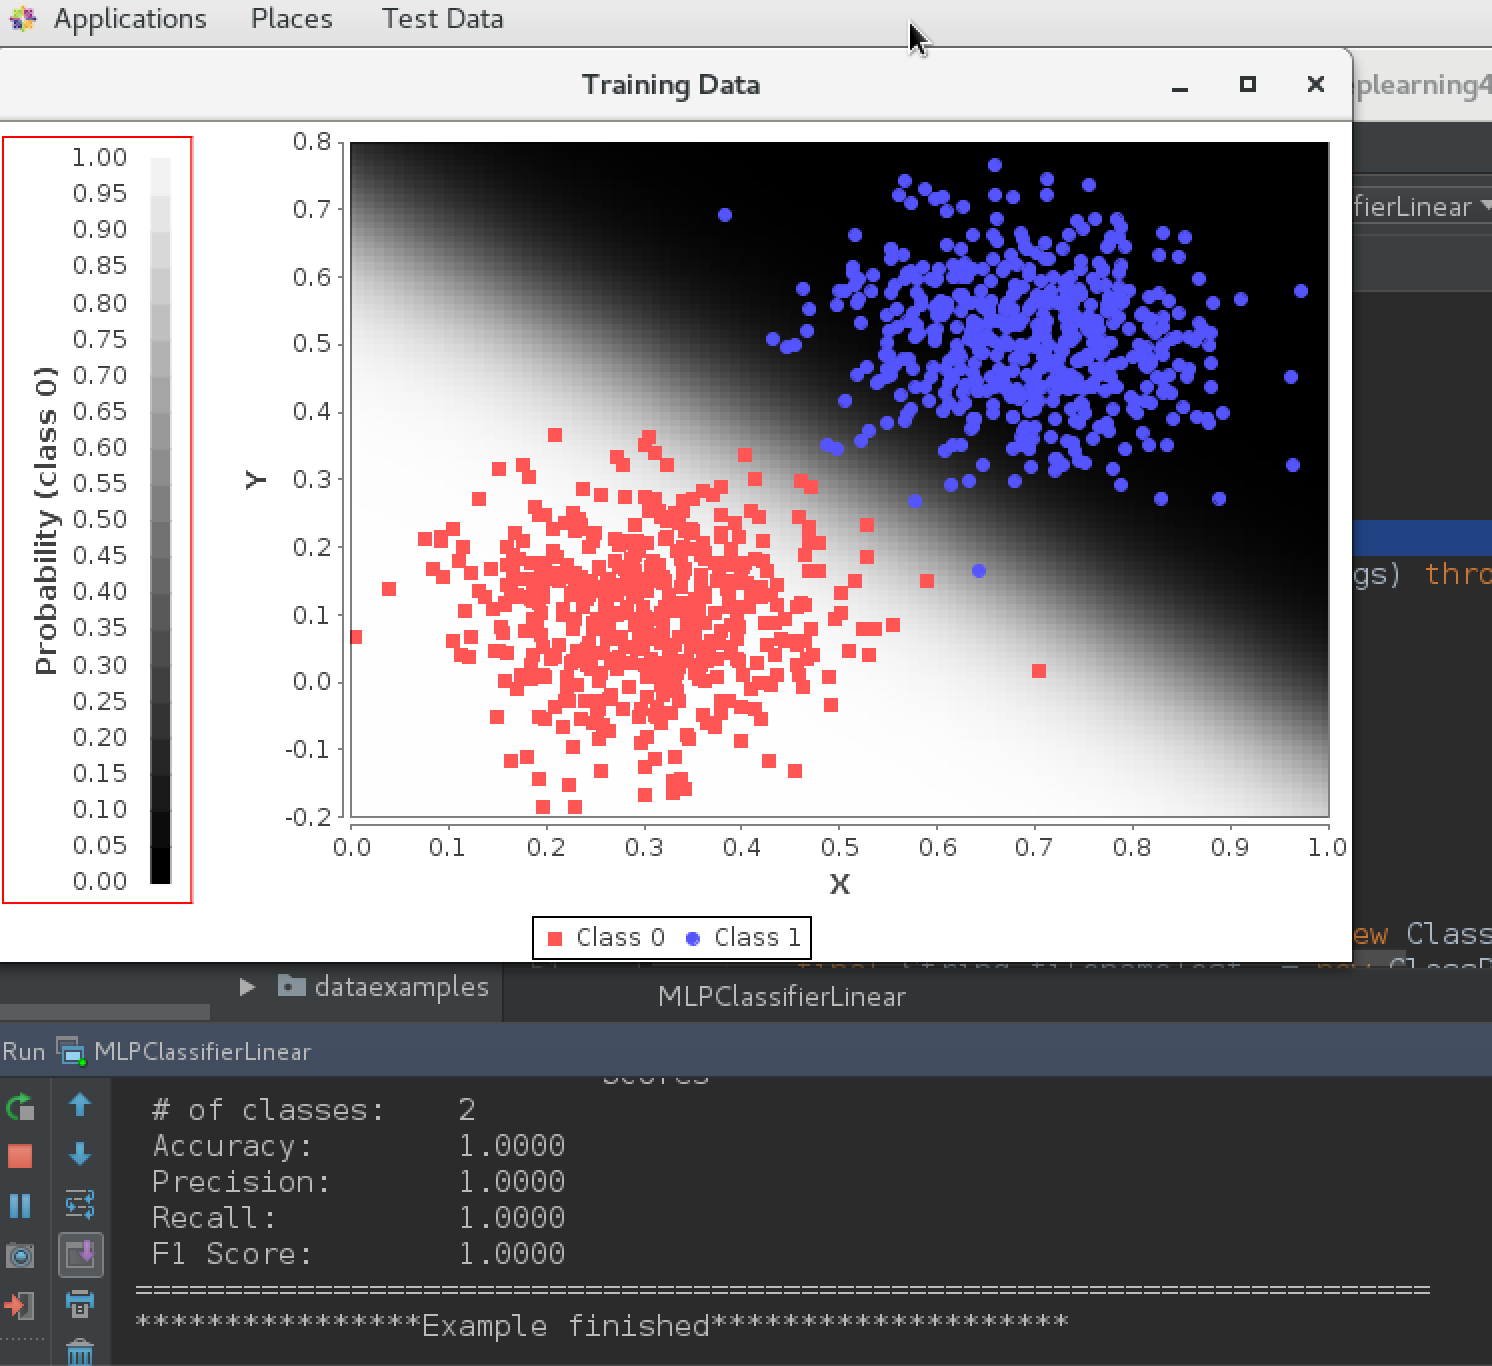 Applications Places Test Data
Training Data
eplearning4
fierLinear
Probability (class 0)
1.00
0.95
0.90
0.85
0.80
0.75
0.70
0.65
0.60
0.55
0.50
0.45
0.40
0.35
0.30
0.25
0.20
0.15
0.10
0.05
0.00
Y
0.8
0.7
0.6
0.5
0.4
0.3
0.2
0.1
0.0
-0.1
-0.2
0.0 0.1 0.2 0.3 0.4 0.5 0.6 0.7 0.8 0.9 1.0
X
Class 0 Class 1
gs) thro
ew Class
dataexamples
MLPClassifierLinear
Run MLPClassifierLinear
# of classes: 2
Accuracy: 1.0000
Precision: 1.0000
Recall: 1.0000
F1 Score: 1.0000
========================================================================
****************Example finished********************